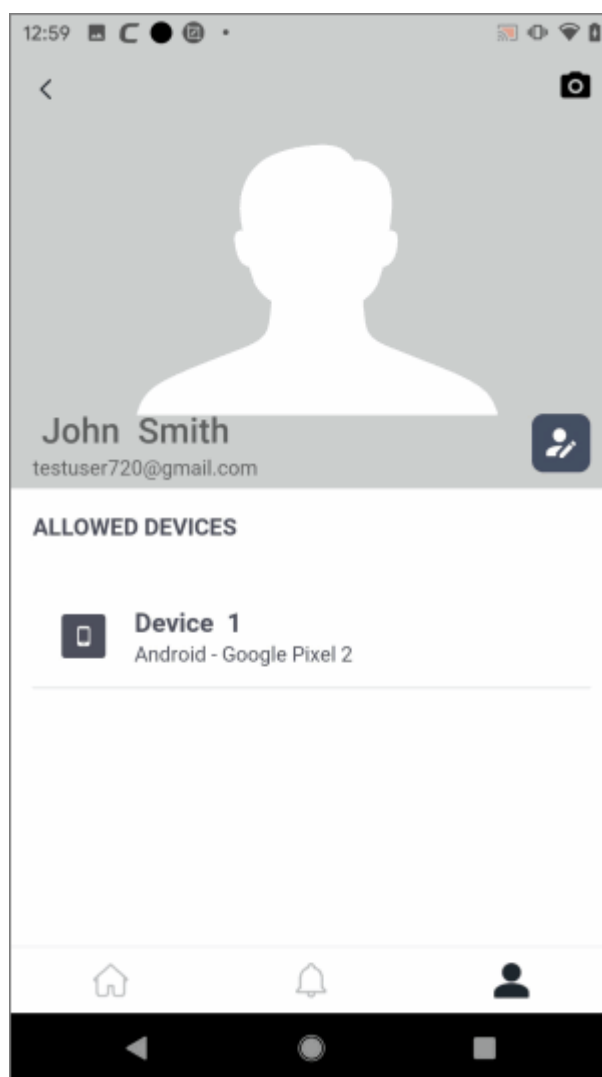 12:59
John Smith
testuser720@gmail.com
ALLOWED DEVICES
Device 1
Android - Google Pixel 2